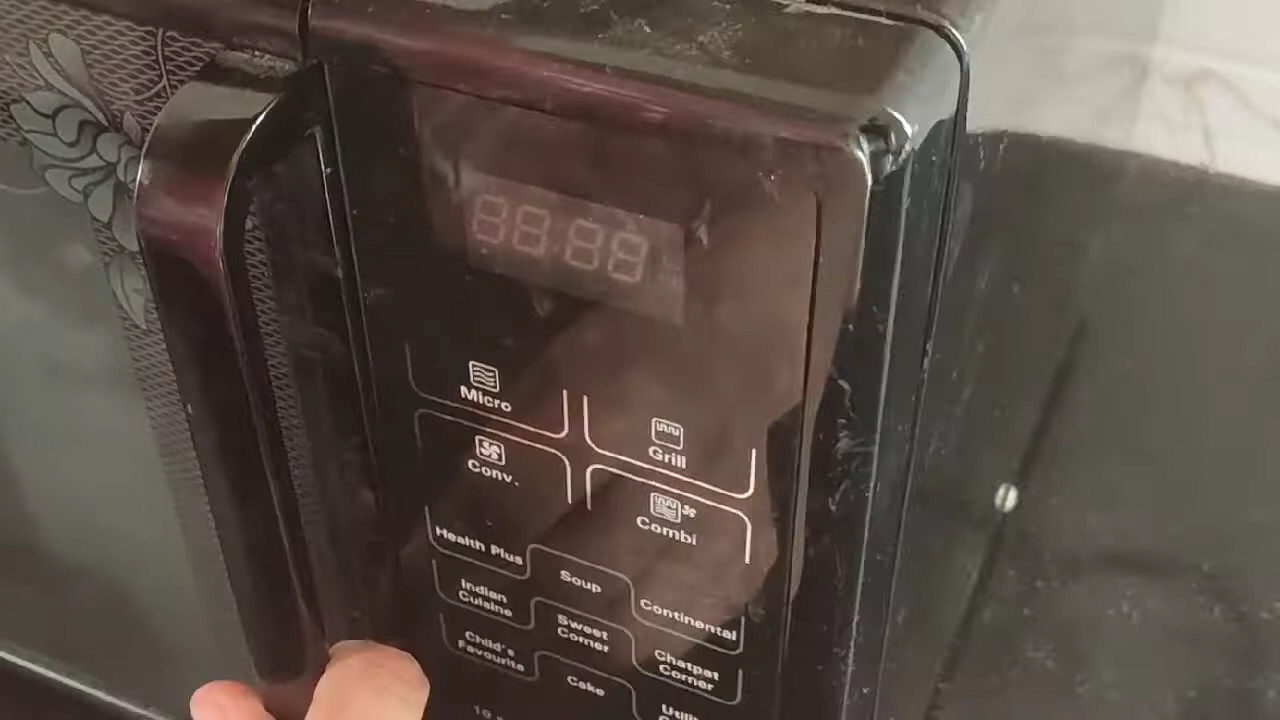 88:88
Micro
Grill
Conv.
Combi
Health Plus
Soup
Continental
Indian
Cuisine
Sweet
Corner
Chatpat
Corner
Child's
Favourite
Cake